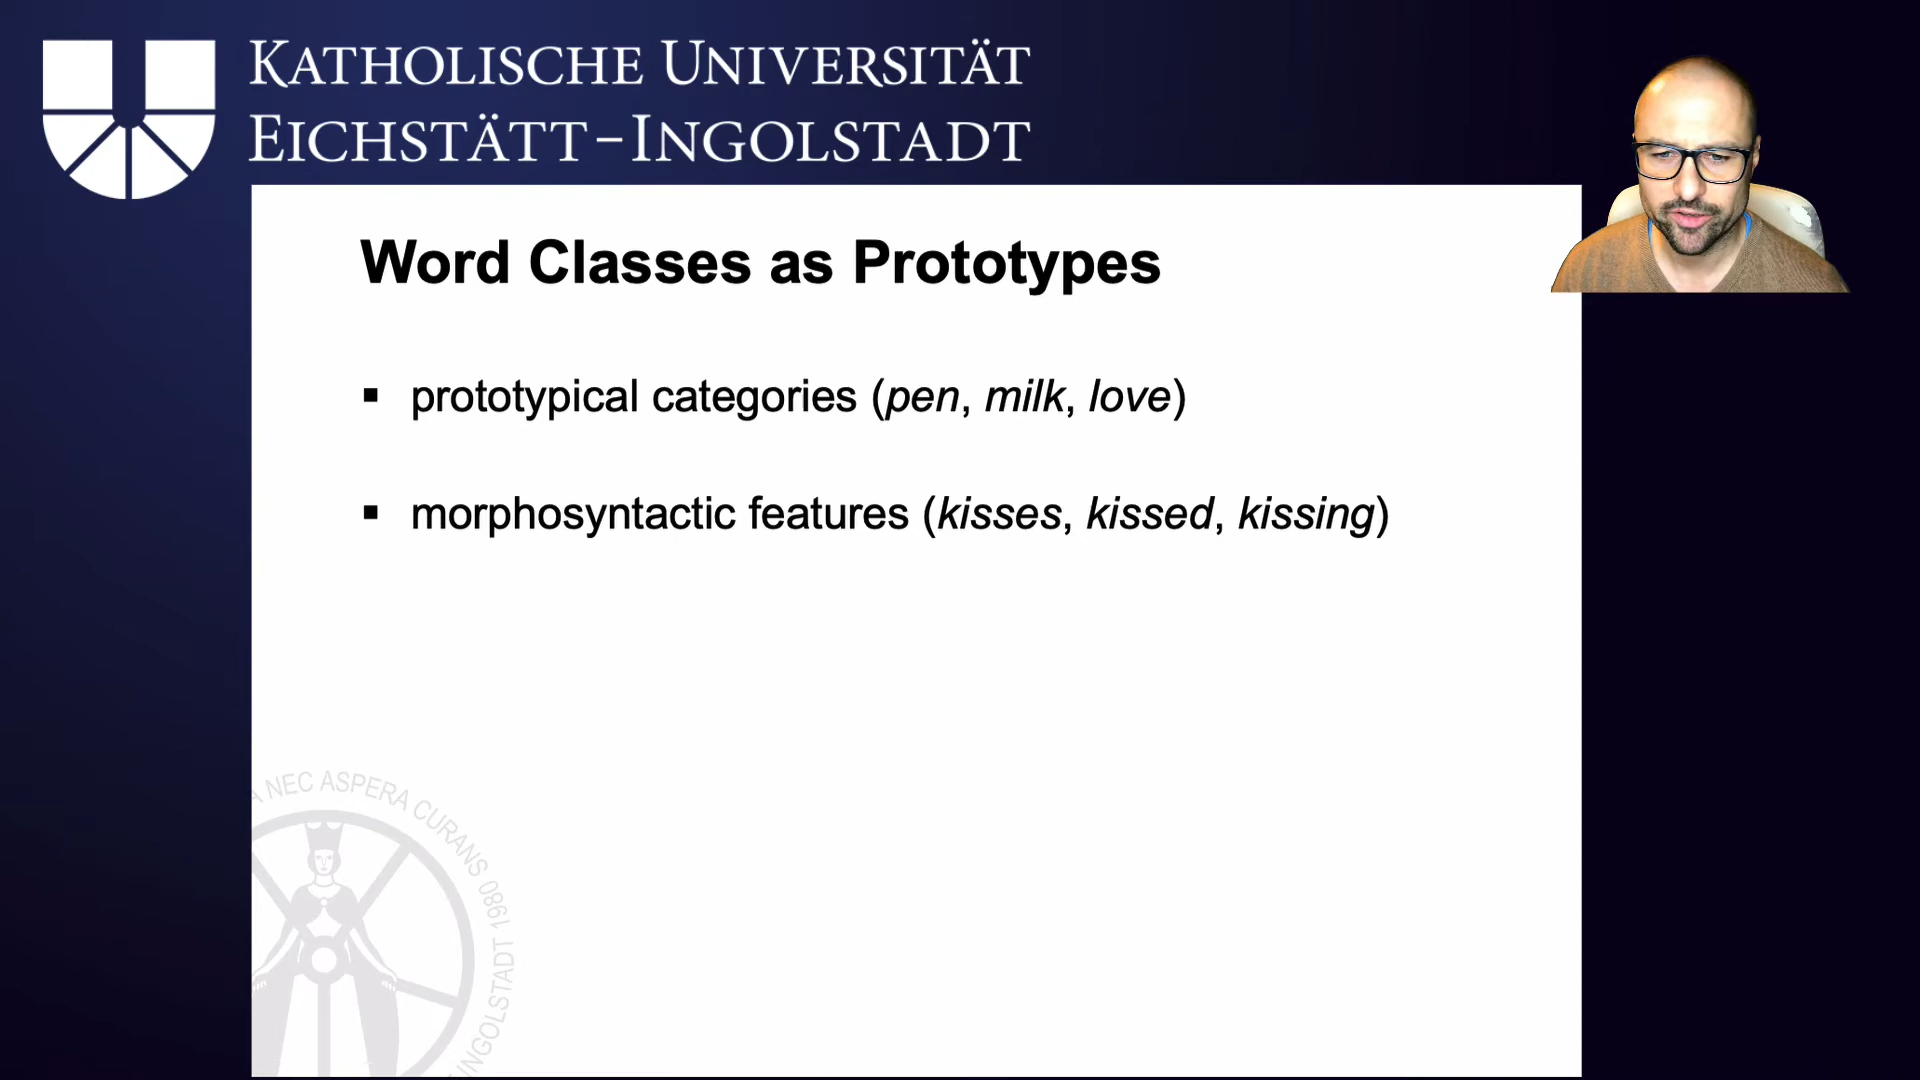 KATHOLISCHE UNIVERSITÄT
EICHSTÄTT-INGOLSTADT
Word Classes as Prototypes
▪ prototypical categories (pen, milk, love)
▪ morphosyntactic features (kisses, kissed, kissing)
NEC ASPERA CURANS 0861 INGOLSTADT 1980